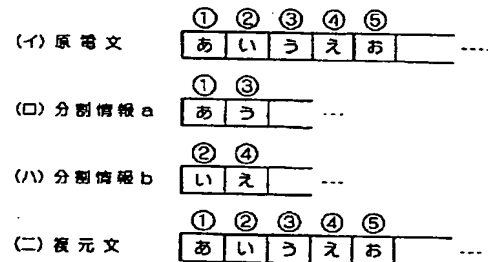 ① ② ③ ④ ⑤
(イ) 原電文 あ い う え お ----
① ③
(ロ) 分割情報a あ う ---
② ④
(ハ) 分割情報b い え ---
① ② ③ ④ ⑤
(ニ) 復元文 あ い う え お ----